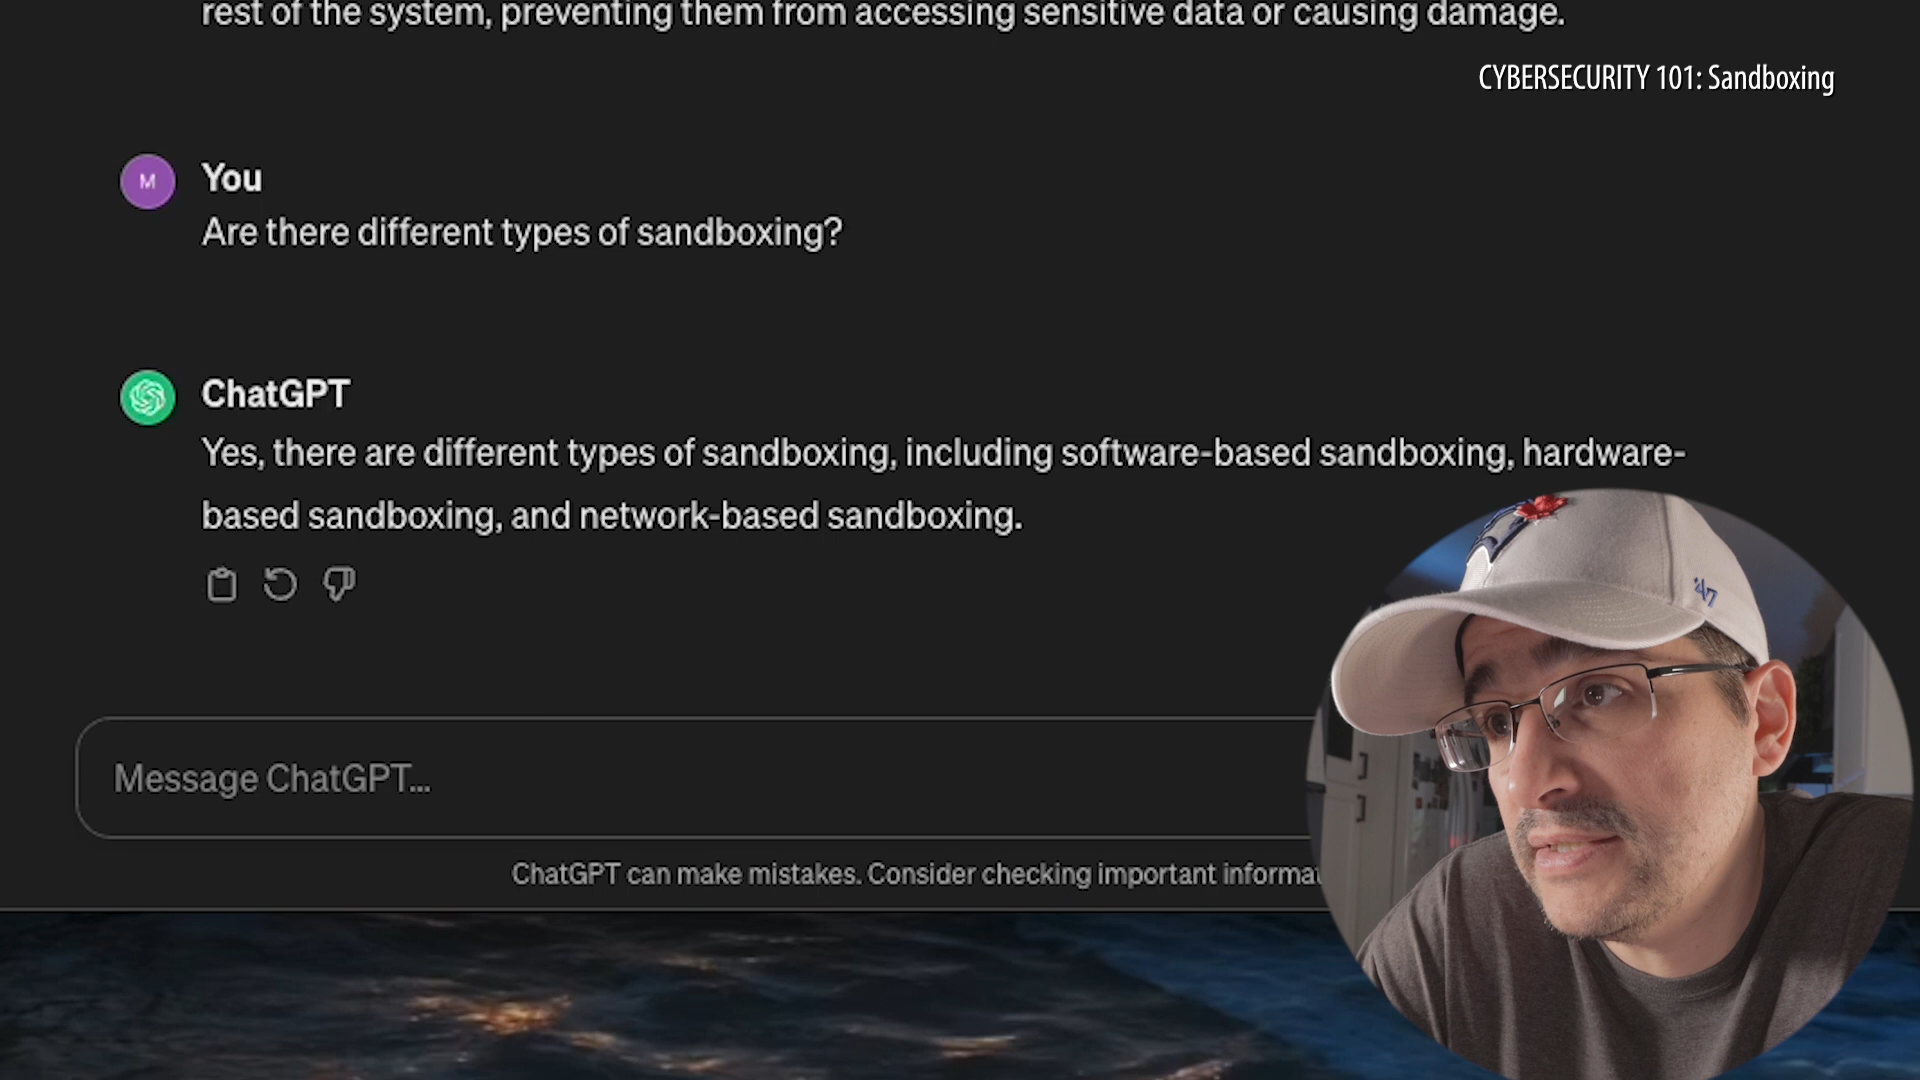 rest of the system, preventing them from accessing sensitive data or causing damage.
CYBERSECURITY 101: Sandboxing
M
You
Are there different types of sandboxing?
ChatGPT
Yes, there are different types of sandboxing, including software-based sandboxing, hardware-
based sandboxing, and network-based sandboxing.
'47
Message ChatGPT...
ChatGPT can make mistakes. Consider checking important